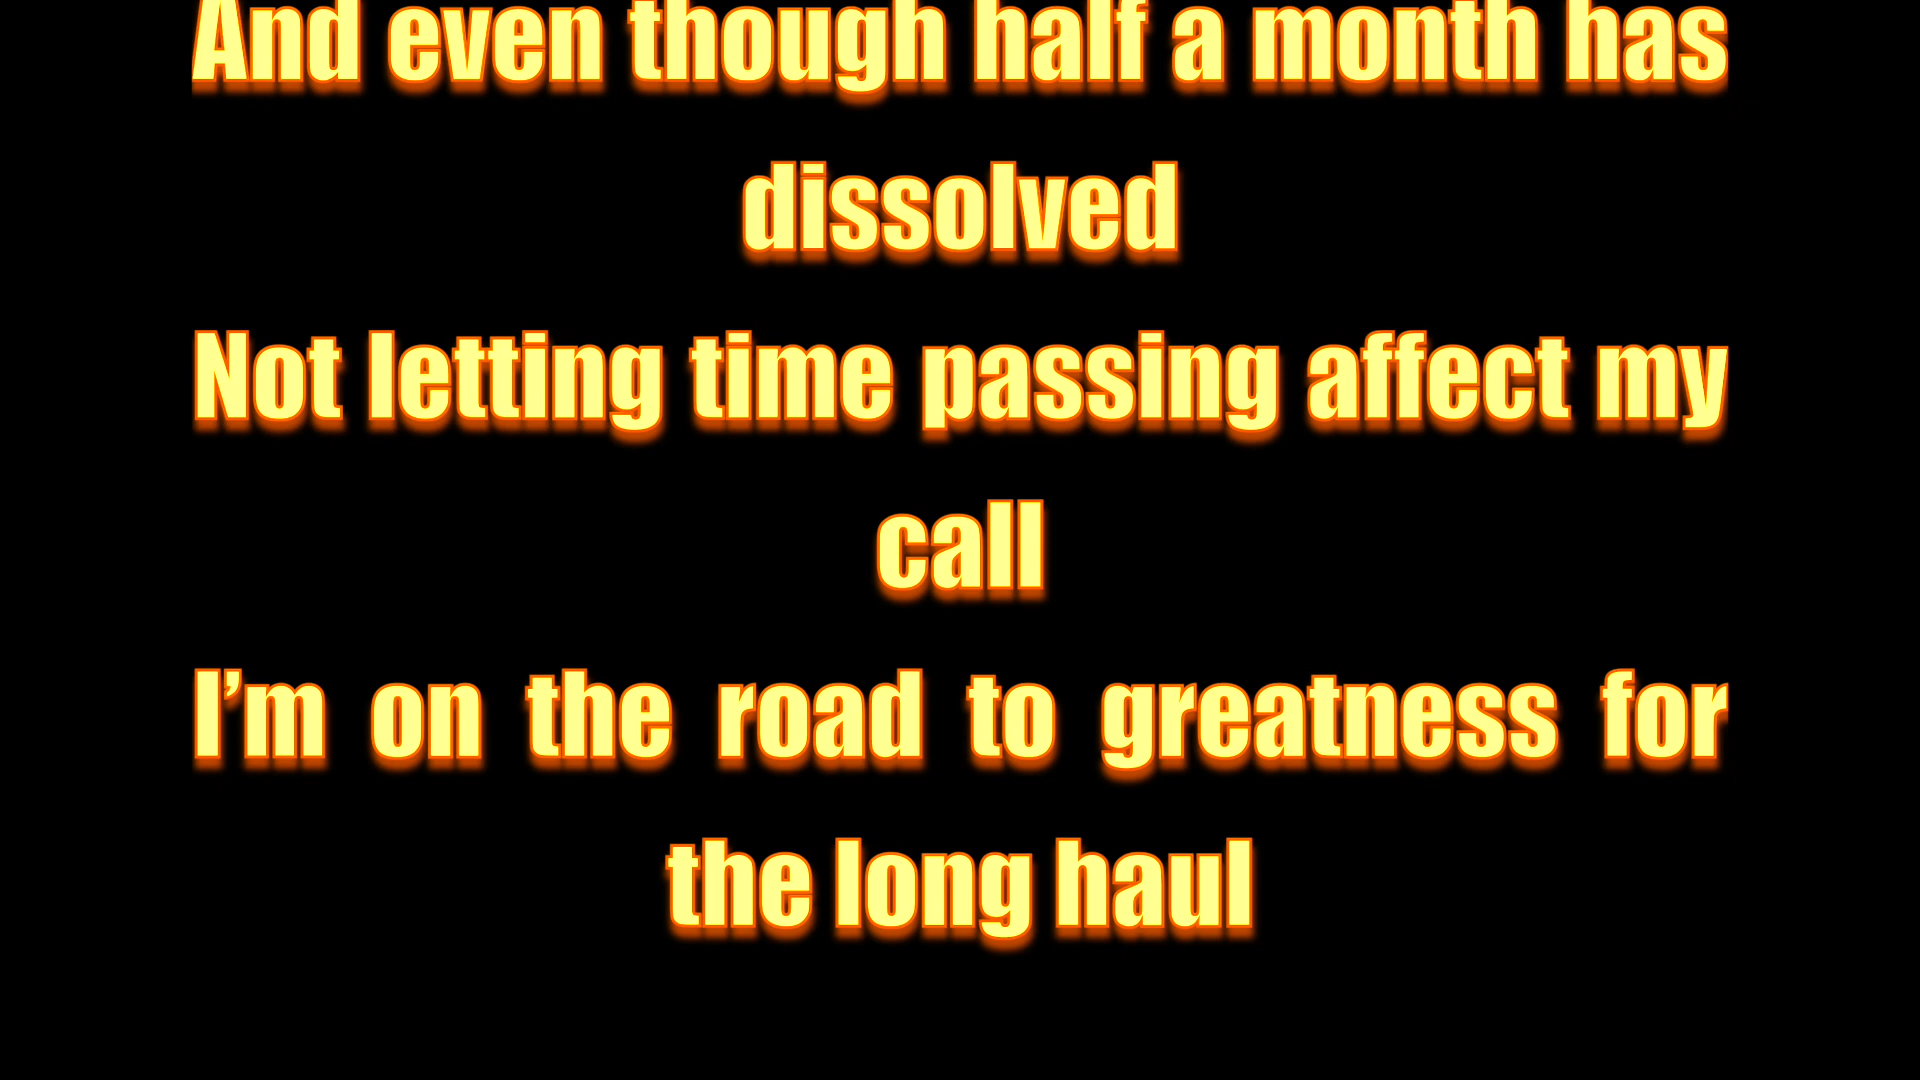 And even though half a month has
dissolved
Not letting time passing affect my
call
I’m on the road to greatness for
the long haul